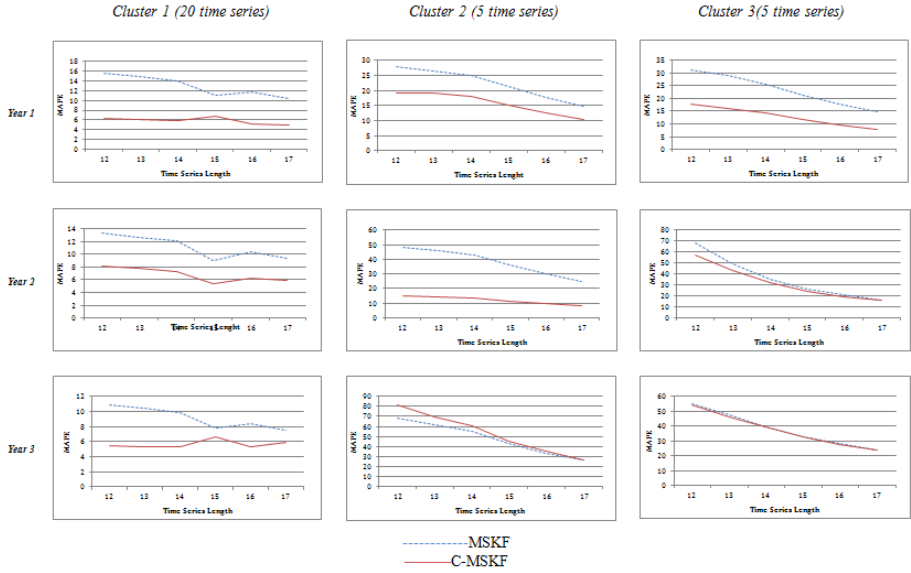 Cluster 1 (20 time series)
Cluster 2 (5 time series)
Cluster 3(5 time series)
Year 1
MAPE
18
16
14
12
10
8
6
4
2
0
12 13 14 15 16 17
Time Series Length
MAPE
30
25
20
15
10
5
0
12 13 14 15 16 17
Time Series Lenght
MAPE
35
30
25
20
15
10
5
0
12 13 14 15 16 17
Time Series Length
Year 2
MAPE
14
12
10
8
6
4
2
0
12 13 14 15 16 17
Time Series Lenght
MAPE
60
50
40
30
20
10
0
12 13 14 15 16 17
Time Series Length
MAPE
80
70
60
50
40
30
20
10
0
12 13 14 15 16 17
Time Series Length
Year 3
MAPE
12
10
8
6
4
2
0
12 13 14 15 16 17
Time Series Length
MAPE
90
80
70
60
50
40
30
20
10
0
12 13 14 15 16 17
Time Series Length
MAPE
60
50
40
30
20
10
0
12 13 14 15 16 17
Time Series Length
MSKF
C-MSKF